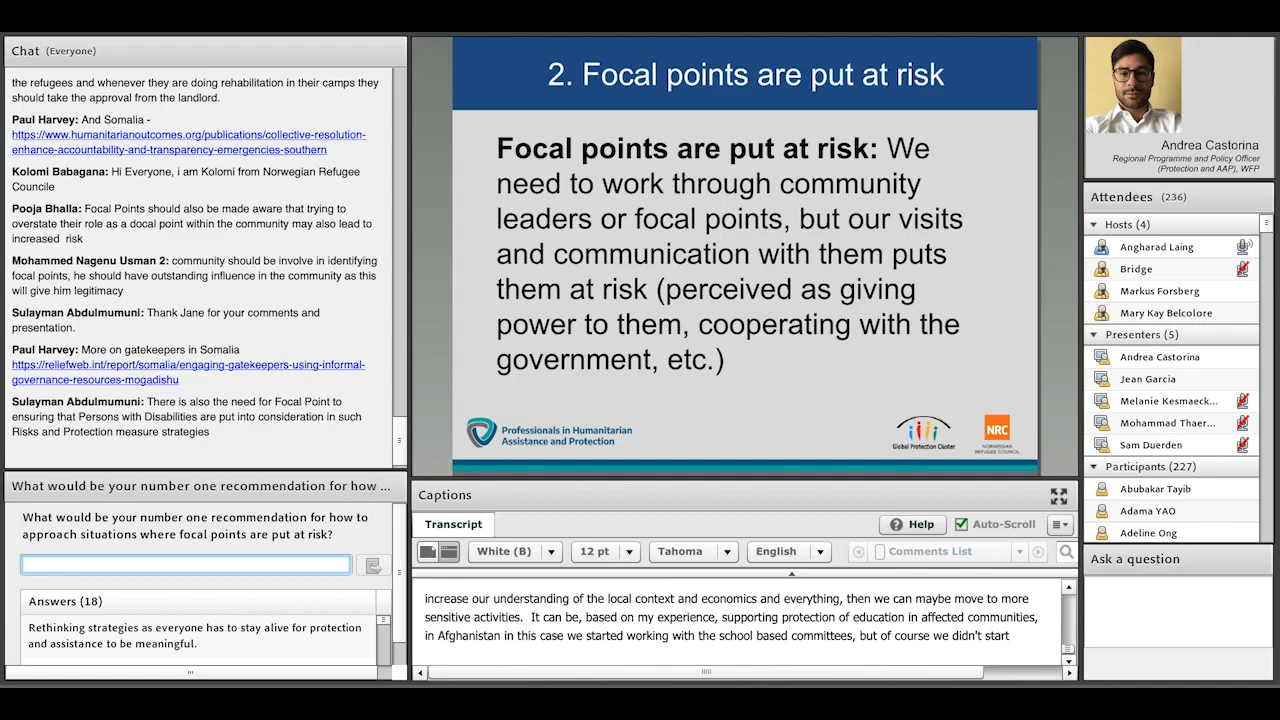 Chat (Everyone)
the refugees and whenever they are doing rehabilitation in their camps they
should take the approval from the landlord.
Paul Harvey: And Somalia -
https://www.humanitarianoutcomes.org/publications/collective-resolution-
enhance-accountability-and-transparency-emergencies-southern
Kolomi Babagana: Hi Everyone, i am Kolomi from Norwegian Refugee
Councile
Pooja Bhalla: Focal Points should also be made aware that trying to
overstate their role as a docal point within the community may also lead to
increased risk
Mohammed Nagenu Usman 2: community should be involve in identifying
focal points, he should have outstanding influence in the community as this
will give him legitimacy
Sulayman Abdulmumuni: Thank Jane for your comments and
presentation.
Paul Harvey: More on gatekeepers in Somalia
https://reliefweb.int/report/somalia/engaging-gatekeepers-using-informal-
governance-resources-mogadishu
Sulayman Abdulmumuni: There is also the need for Focal Point to
ensuring that Persons with Disabilities are put into consideration in such
Risks and Protection measure strategies
What would be your number one recommendation for how ...
What would be your number one recommendation for how to
approach situations where focal points are put at risk?
Answers (18)
Rethinking strategies as everyone has to stay alive for protection
and assistance to be meaningful.
2. Focal points are put at risk
Focal points are put at risk: We
need to work through community
leaders or focal points, but our visits
and communication with them puts
them at risk (perceived as giving
power to them, cooperating with the
government, etc.)
Professionals in Humanitarian
Assistance and Protection
Global Protection Cluster
NRC
NORWEGIAN
REFUGEE COUNCIL
Captions
Transcript
Help
Auto-Scroll
White (B)
12 pt
Tahoma
English
Comments List
increase our understanding of the local context and economics and everything, then we can maybe move to more
sensitive activities. It can be, based on my experience, supporting protection of education in affected communities,
in Afghanistan in this case we started working with the school based committees, but of course we didn't start
Andrea Castorina
Regional Programme and Policy Officer
(Protection and AAP), WFP
Attendees (236)
Hosts (4)
Angharad Laing
Bridge
Markus Forsberg
Mary Kay Belcolore
Presenters (5)
Andrea Castorina
Jean Garcia
Melanie Kesmaeck...
Mohammad Thaer...
Sam Duerden
Participants (227)
Abubakar Tayib
Adama YAO
Adeline Ong
Ask a question